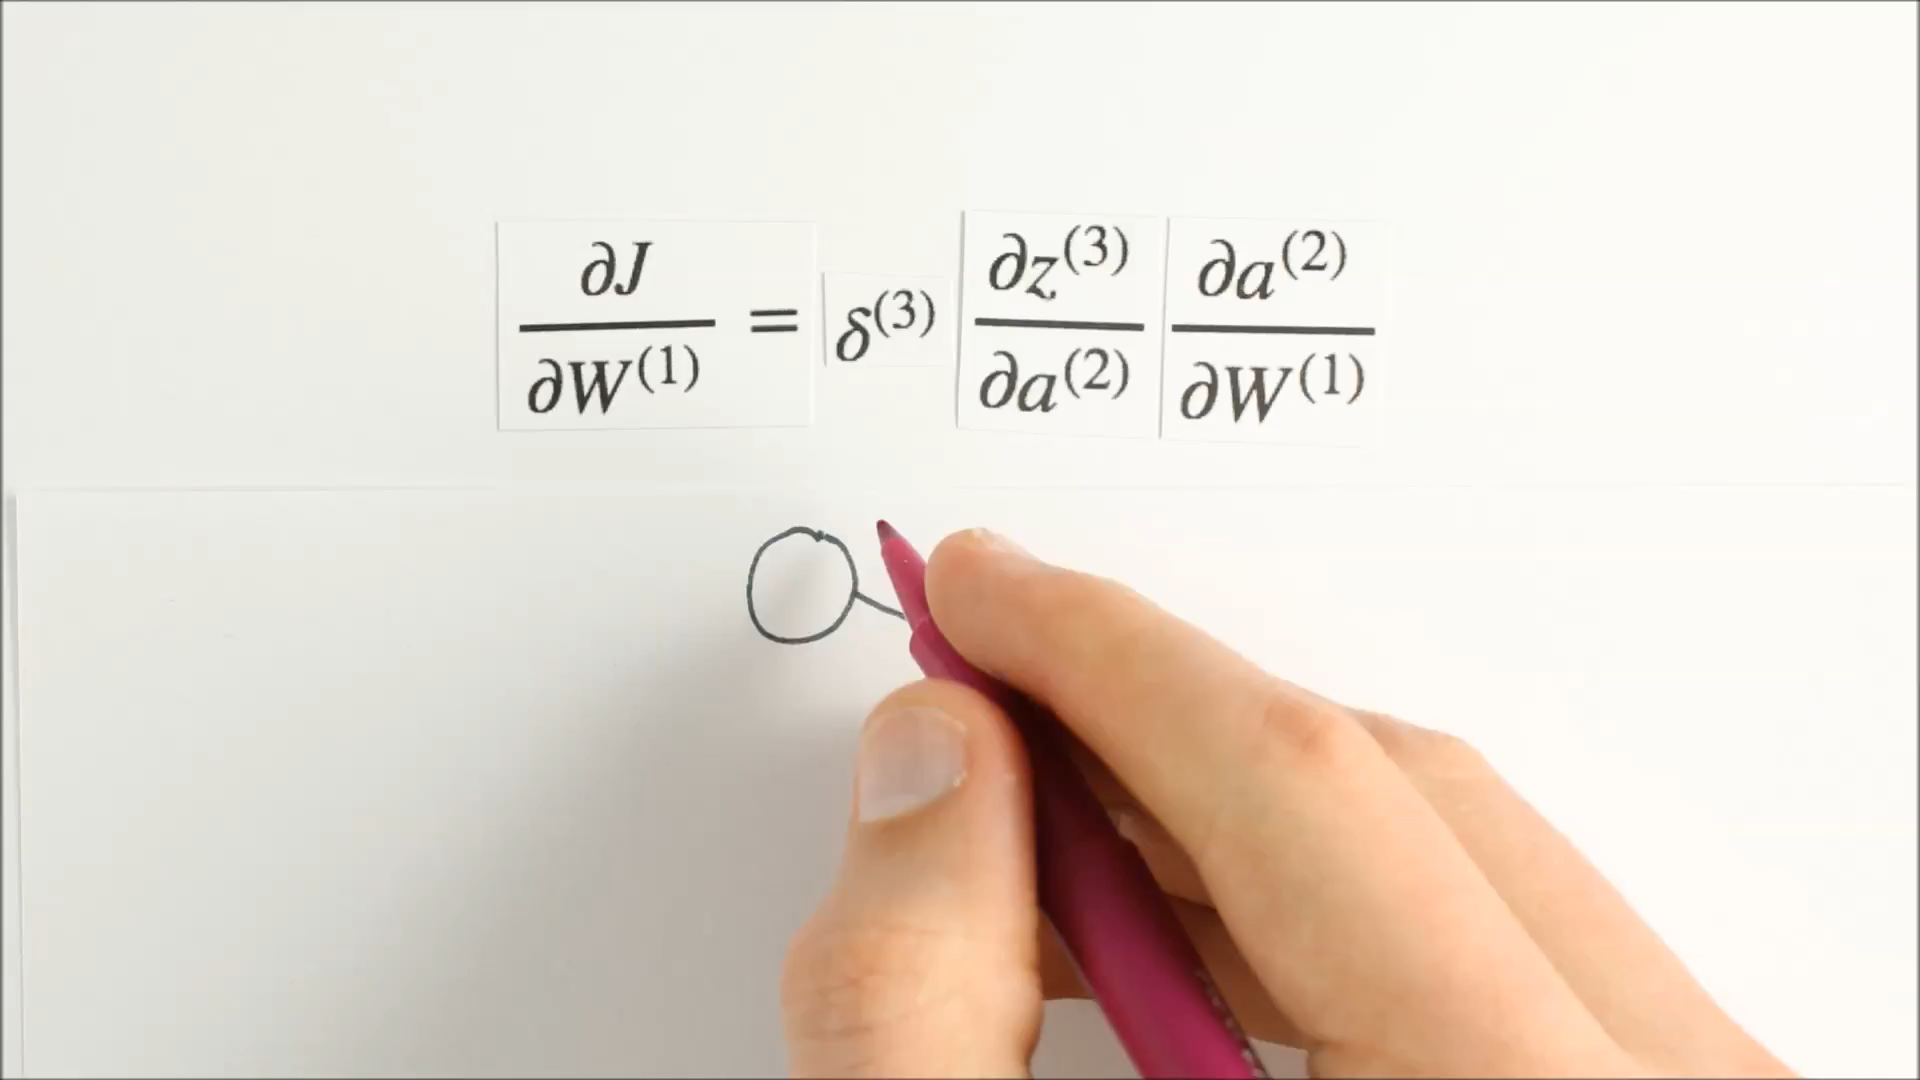 ∂J/∂W^(1) = δ^(3) ∂z^(3)/∂a^(2) ∂a^(2)/∂W^(1)